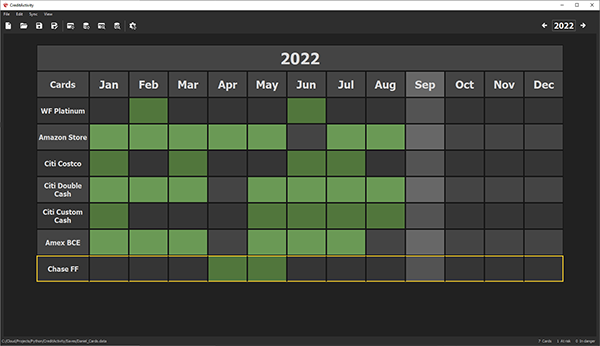 CreditActivity
File Edit Sync View
2022
2022
Cards Jan Feb Mar Apr May Jun Jul Aug Sep Oct Nov Dec
WF Platinum
Amazon Store
Citi Costco
Citi Double
Cash
Citi Custom
Cash
Amex BCE
Chase FF
C:/Cloud/Projects/Python/CreditActivity/Saves/Daniel_Cards.data 7 Cards 1 At risk 0 In danger